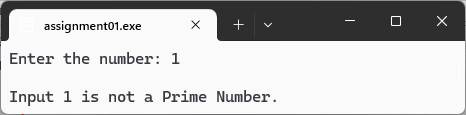 assignment01.exe
Enter the number: 1
Input 1 is not a Prime Number.